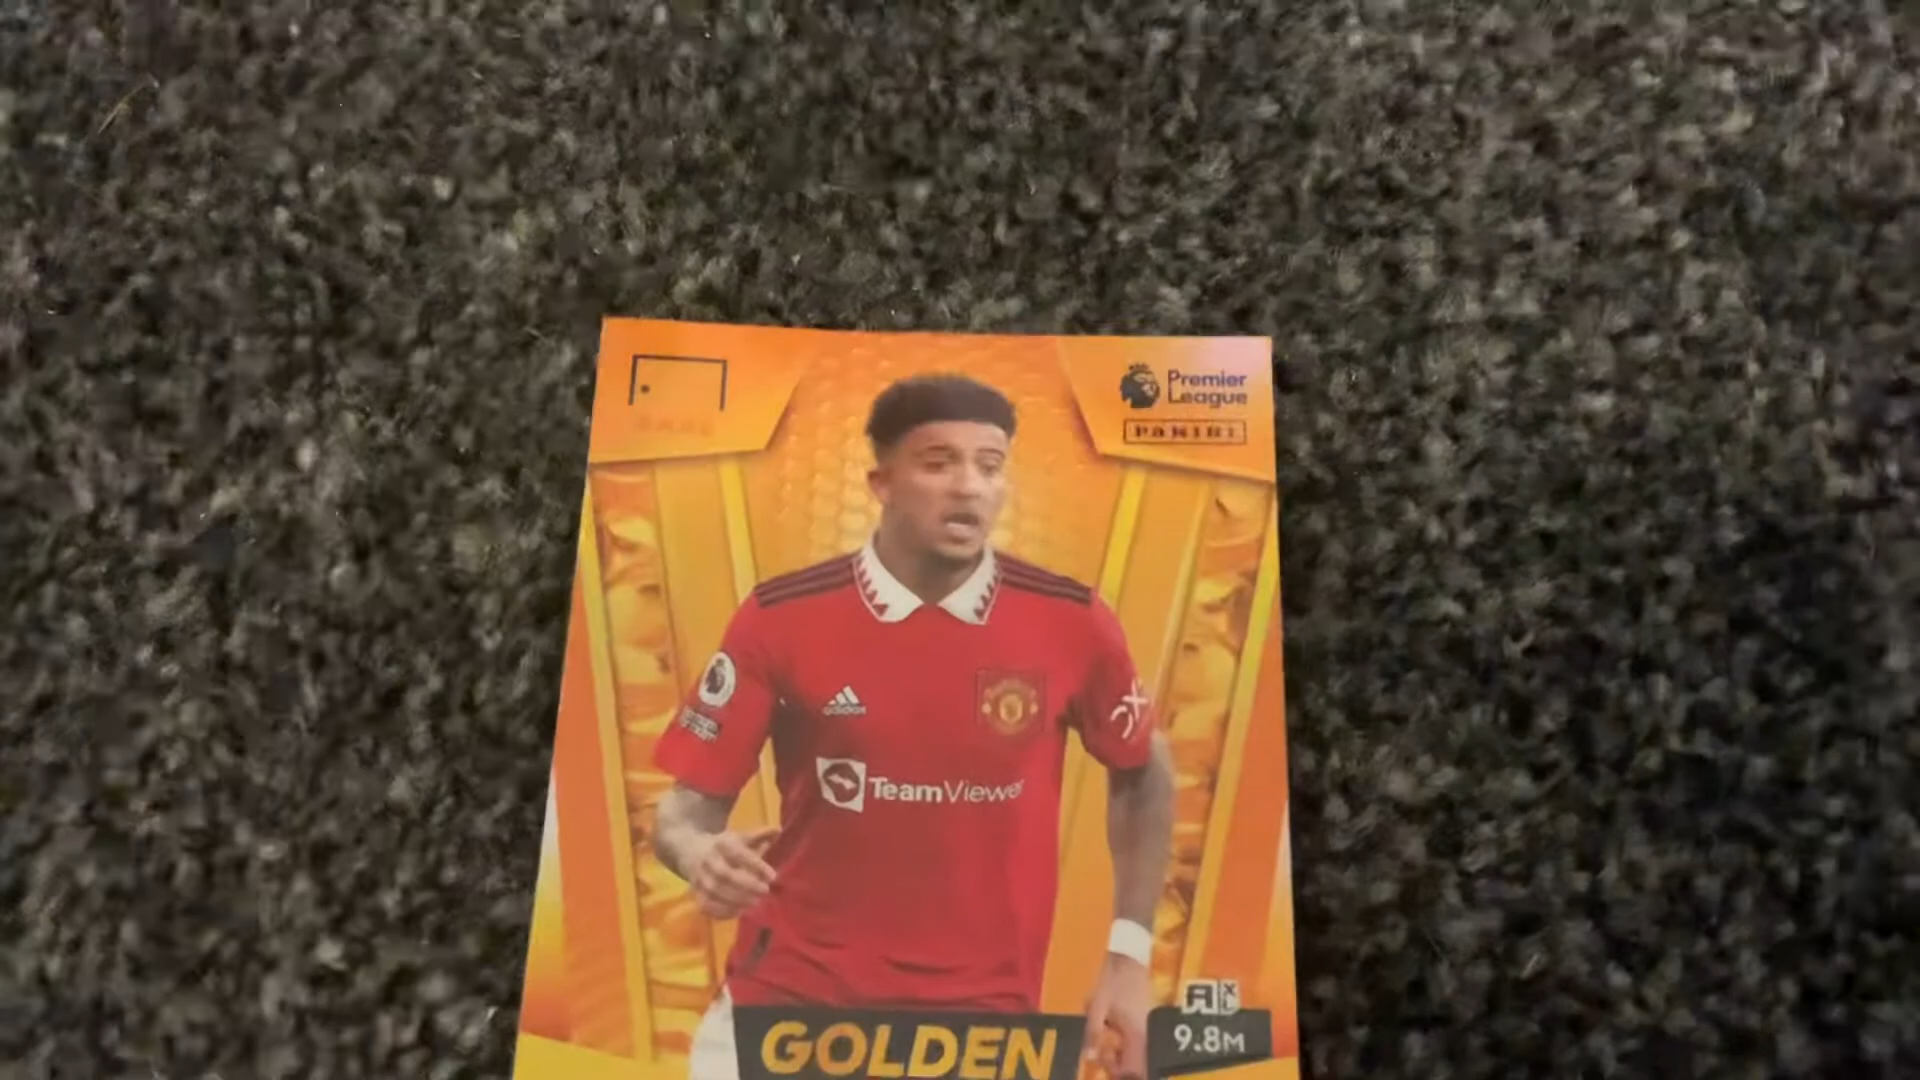 Premier
League
PANINI
adidas
TeamViewer
GOLDEN
9.8M